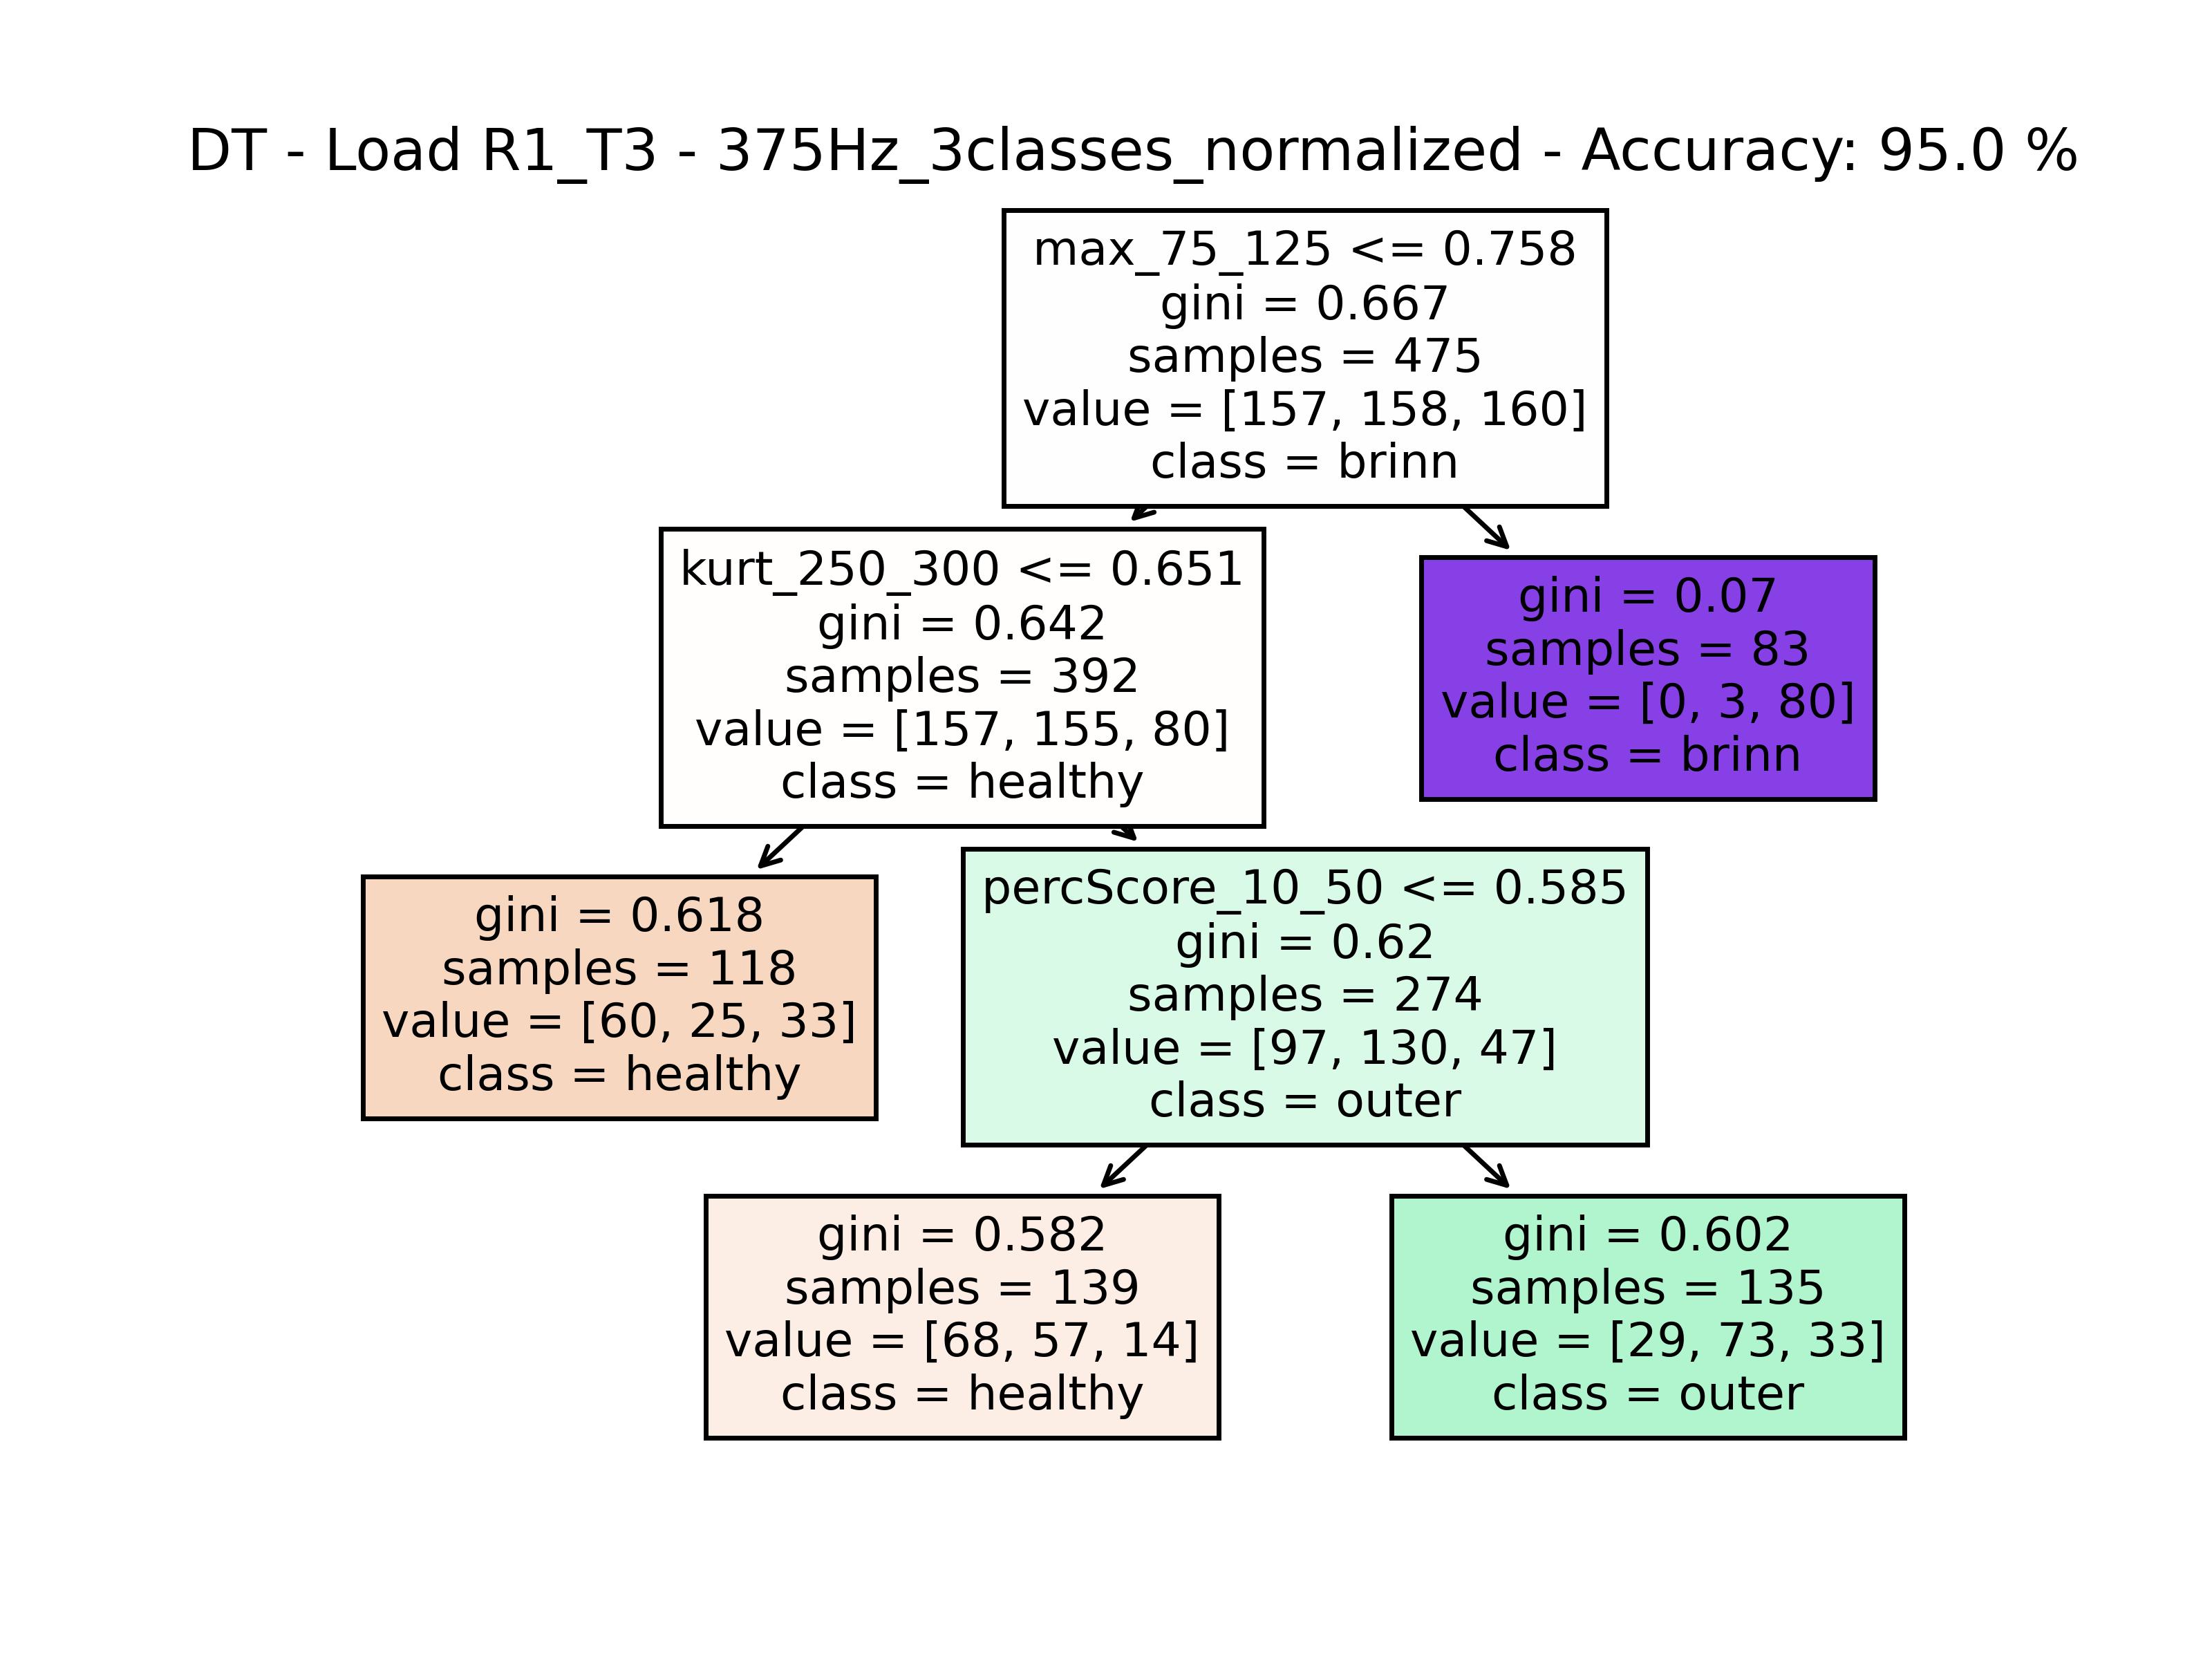 DT - Load R1_T3 - 375Hz_3classes_normalized - Accuracy: 95.0 %
max_75_125 <= 0.758
gini = 0.667
samples = 475
value = [157, 158, 160]
class = brinn
kurt_250_300 <= 0.651
gini = 0.642
samples = 392
value = [157, 155, 80]
class = healthy
gini = 0.07
samples = 83
value = [0, 3, 80]
class = brinn
gini = 0.618
samples = 118
value = [60, 25, 33]
class = healthy
percScore_10_50 <= 0.585
gini = 0.62
samples = 274
value = [97, 130, 47]
class = outer
gini = 0.582
samples = 139
value = [68, 57, 14]
class = healthy
gini = 0.602
samples = 135
value = [29, 73, 33]
class = outer